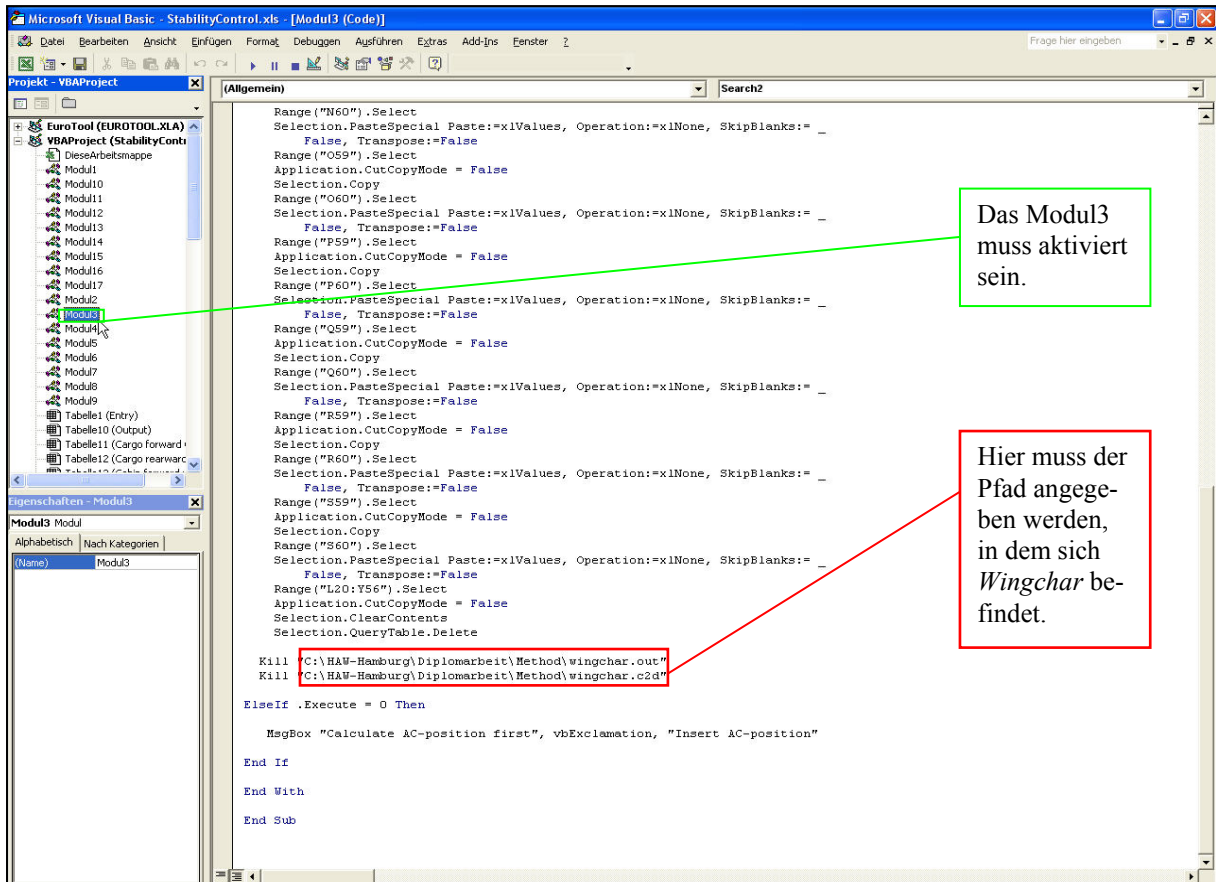 Microsoft Visual Basic - StabilityControl.xls - [Modul3 (Code)]
Datei Bearbeiten Ansicht Einfügen Format Debuggen Ausführen Extras Add-Ins Fenster ?
Frage hier eingeben
Projekt - VBAProject
(Allgemein)
Search2
EuroTool (EUROTOOL.XLA)
VBAProject (StabilityContr
DieseArbeitsmappe
Modul1
Modul10
Modul11
Modul12
Modul13
Modul14
Modul15
Modul16
Modul17
Modul2
Modul3
Modul4
Modul5
Modul6
Modul7
Modul8
Modul9
Tabelle1 (Entry)
Tabelle10 (Output)
Tabelle11 (Cargo forward
Tabelle12 (Cargo rearward
Eigenschaften - Modul3
Modul3 Modul
Alphabetisch Nach Kategorien
(Name) Modul3
Range("N60").Select
Selection.PasteSpecial Paste:=xlValues, Operation:=xlNone, SkipBlanks:= _
False, Transpose:=False
Range("O59").Select
Application.CutCopyMode = False
Selection.Copy
Range("O60").Select
Selection.PasteSpecial Paste:=xlValues, Operation:=xlNone, SkipBlanks:= _
False, Transpose:=False
Range("P59").Select
Application.CutCopyMode = False
Selection.Copy
Range("P60").Select
Selection.PasteSpecial Paste:=xlValues, Operation:=xlNone, SkipBlanks:= _
False, Transpose:=False
Range("Q59").Select
Application.CutCopyMode = False
Selection.Copy
Range("Q60").Select
Selection.PasteSpecial Paste:=xlValues, Operation:=xlNone, SkipBlanks:= _
False, Transpose:=False
Range("R59").Select
Application.CutCopyMode = False
Selection.Copy
Range("R60").Select
Selection.PasteSpecial Paste:=xlValues, Operation:=xlNone, SkipBlanks:= _
False, Transpose:=False
Range("S59").Select
Application.CutCopyMode = False
Selection.Copy
Range("S60").Select
Selection.PasteSpecial Paste:=xlValues, Operation:=xlNone, SkipBlanks:= _
False, Transpose:=False
Range("L20:Y56").Select
Application.CutCopyMode = False
Selection.ClearContents
Selection.QueryTable.Delete
Kill "C:\HAW-Hamburg\Diplomarbeit\Method\wingchar.out"
Kill "C:\HAW-Hamburg\Diplomarbeit\Method\wingchar.c2d"
ElseIf .Execute = 0 Then
MsgBox "Calculate AC-position first", vbExclamation, "Insert AC-position"
End If
End With
End Sub
Das Modul3
muss aktiviert
sein.
Hier muss der
Pfad angege-
ben werden,
in dem sich
Wingchar be-
findet.